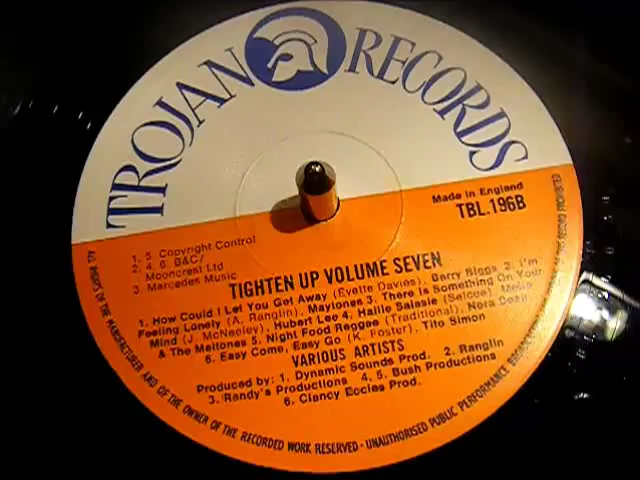 TROJAN RECORDS
Made in England
TBL.196B
1. 5. Copyright Control
2. 4. 6. B&C/
Mooncrest Ltd
3. Mercedes Music
TIGHTEN UP VOLUME SEVEN
1. How Could I Let You Get Away (Evette Davies), Barry Biggs 2. I'm
Feeling Lonely (A. Ranglin), Maytones 3. There Is Something On Your
Mind (J. McNeeley), Hubert Lee 4. Hailie Salasie (Selcoe), Melin
& The Meltones 5. Night Food Reggae (Traditional), Nora Dean
6. Easy Come, Easy Go (K. Foster), Tito Simon
VARIOUS ARTISTS
Produced by: 1. Dynamic Sounds Prod. 2. Ranglin
3. Randy's Productions 4. 5. Bush Productions
6. Clancy Eccles Prod.
ALL RIGHTS OF THE MANUFACTURER AND OF THE OWNER OF THE RECORDED WORK RESERVED - UNAUTHORISED PUBLIC PERFORMANCE